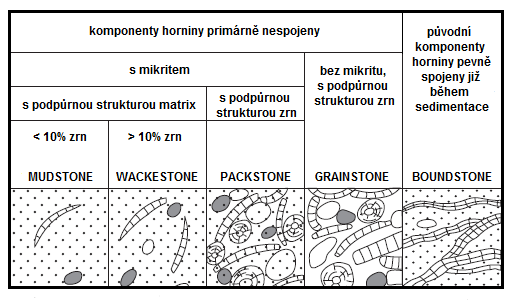 komponenty horniny primárně nespojeny
původní
komponenty
horniny pevně
spojeny již
během
sedimentace
s mikritem
bez mikritu,
s podpůrnou
strukturou zrn
s podpůrnou strukturou matrix
s podpůrnou
strukturou zrn
< 10% zrn
> 10% zrn
MUDSTONE
WACKESTONE
PACKSTONE
GRAINSTONE
BOUNDSTONE